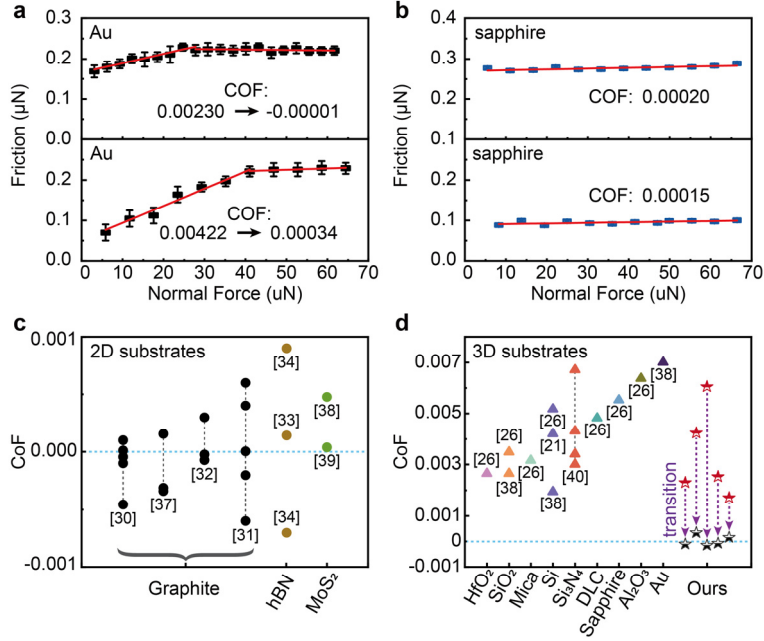 a
Au
0.3
0.2
0.1
0.0
COF:
0.00230 → -0.00001
Au
0.2
0.1
0.0
COF:
0.00422 → 0.00034
Friction (µN)
0 10 20 30 40 50 60 70
Normal Force (uN)
b
sapphire
0.4
0.3
0.2
0.1
COF: 0.00020
sapphire
0.2
0.1
0.0
COF: 0.00015
Friction (µN)
0 10 20 30 40 50 60 70
Normal Force (uN)
c
2D substrates
0.001
0.000
-0.001
CoF
[30]
[37]
[32]
[31]
[34]
[33]
[34]
[38]
[39]
Graphite
hBN
MoS₂
d
3D substrates
0.007
0.005
0.003
0.001
0
-0.001
CoF
[26]
[26]
[38]
[26]
[26]
[21]
[38]
[40]
[26]
[26]
[26]
[38]
transition
HfO₂
SiO₂
Mica
Si
Si₃N₄
DLC
Sapphire
Al₂O₃
Au
Ours